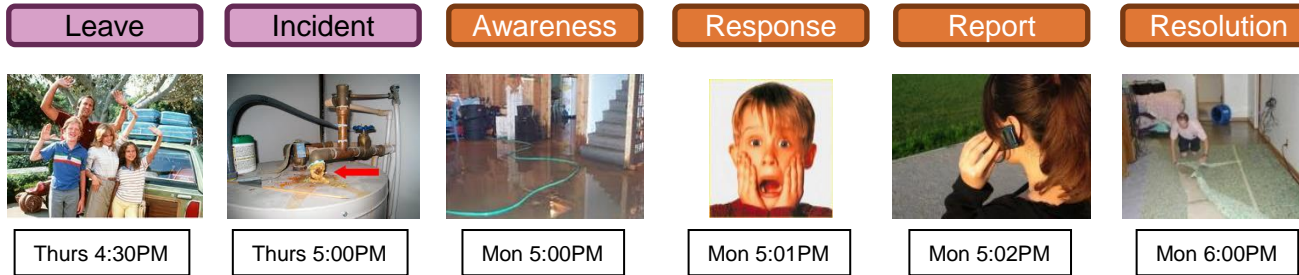 Leave
Incident
Awareness
Response
Report
Resolution
Thurs 4:30PM
Thurs 5:00PM
Mon 5:00PM
Mon 5:01PM
Mon 5:02PM
Mon 6:00PM